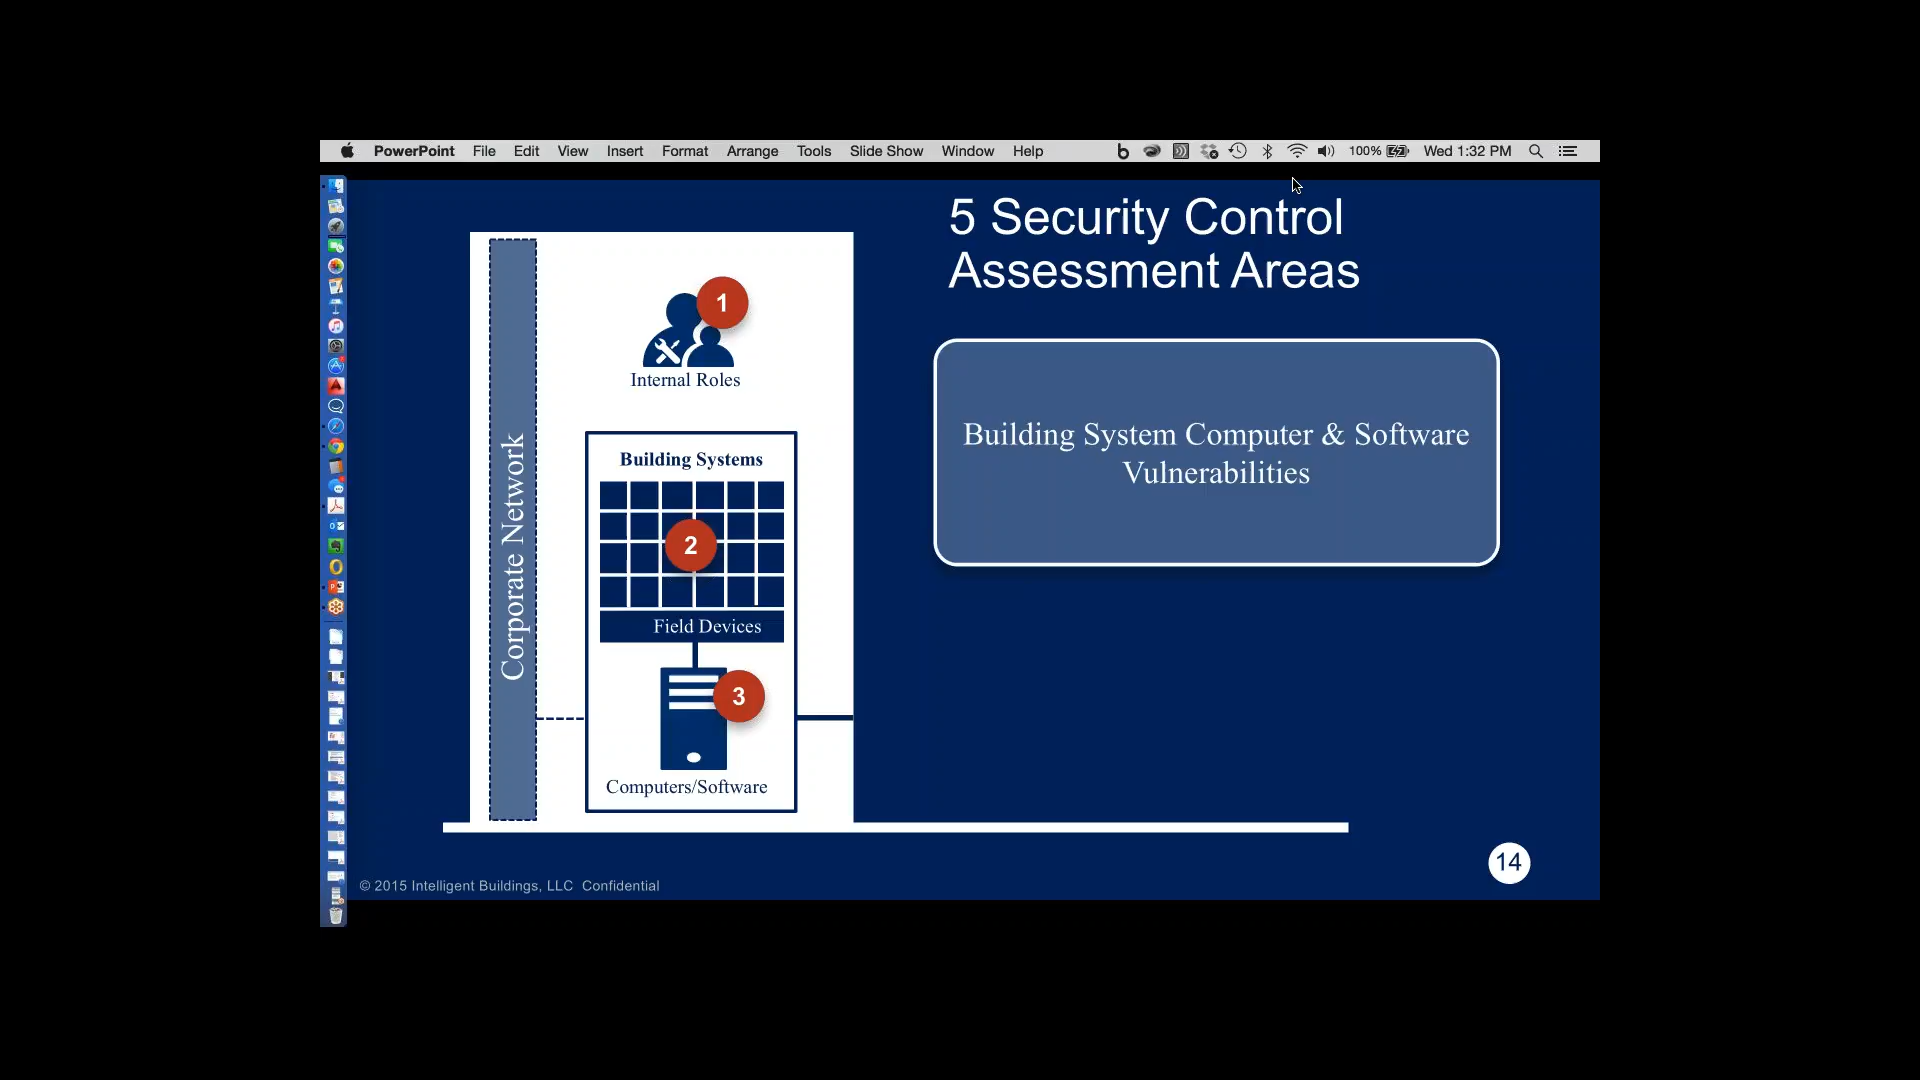 PowerPoint File Edit View Insert Format Arrange Tools Slide Show Window Help 100% Wed 1:32 PM
5 Security Control
Assessment Areas
1
Internal Roles
Corporate Network
Building Systems
2
Field Devices
3
Computers/Software
Building System Computer & Software
Vulnerabilities
14
© 2015 Intelligent Buildings, LLC Confidential